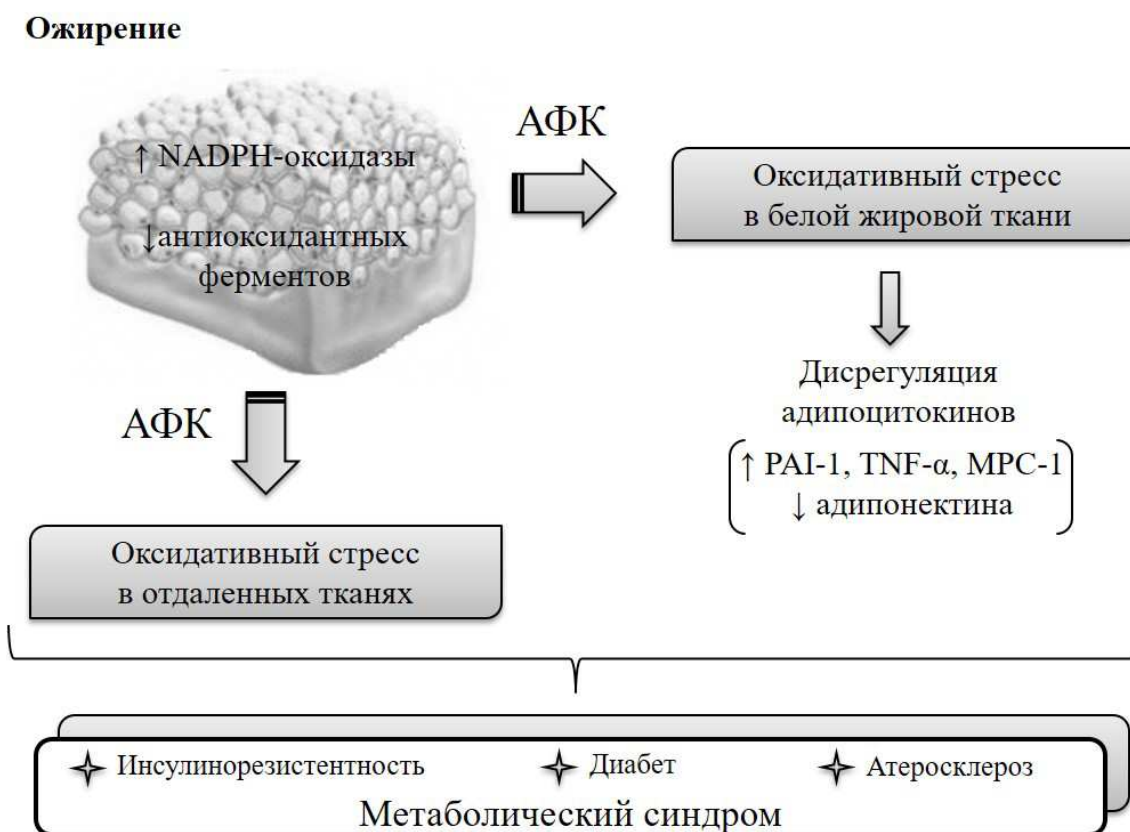 Ожирение
↑ NADPH-оксидазы
↓антиоксидантных
ферментов
АФК
Оксидативный стресс
в белой жировой ткани
Дисрегуляция
адипоцитокинов
↑ PAI-1, TNF-α, MPC-1
↓ адипонектина
АФК
Оксидативный стресс
в отдаленных тканях
Инсулинорезистентность
Диабет
Атеросклероз
Метаболический синдром